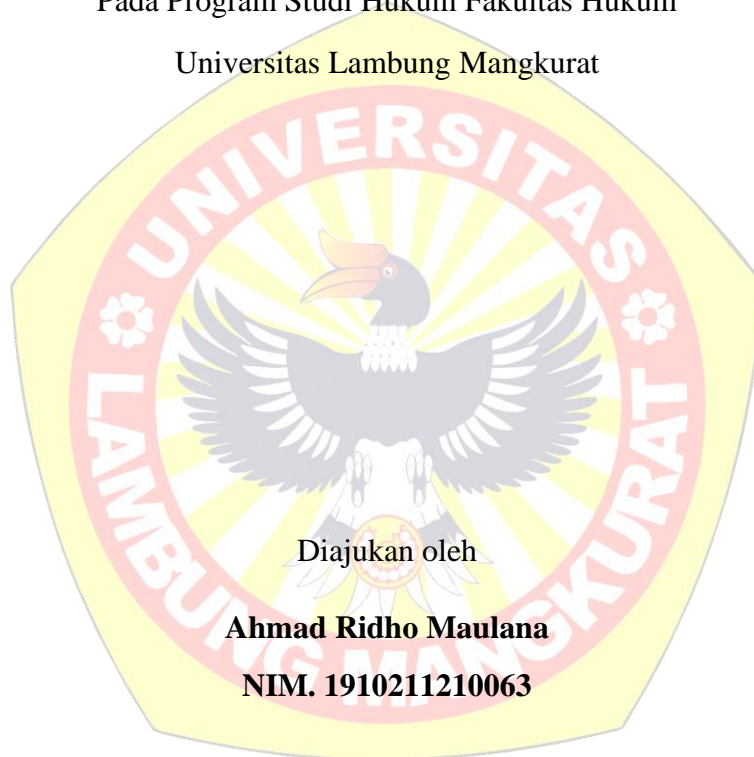 Pada Program Studi Hukum Fakultas Hukum
Universitas Lambung Mangkurat
UNIVERSITAS
LAMBUNG MANGKURAT
Diajukan oleh
Ahmad Ridho Maulana
NIM. 1910211210063